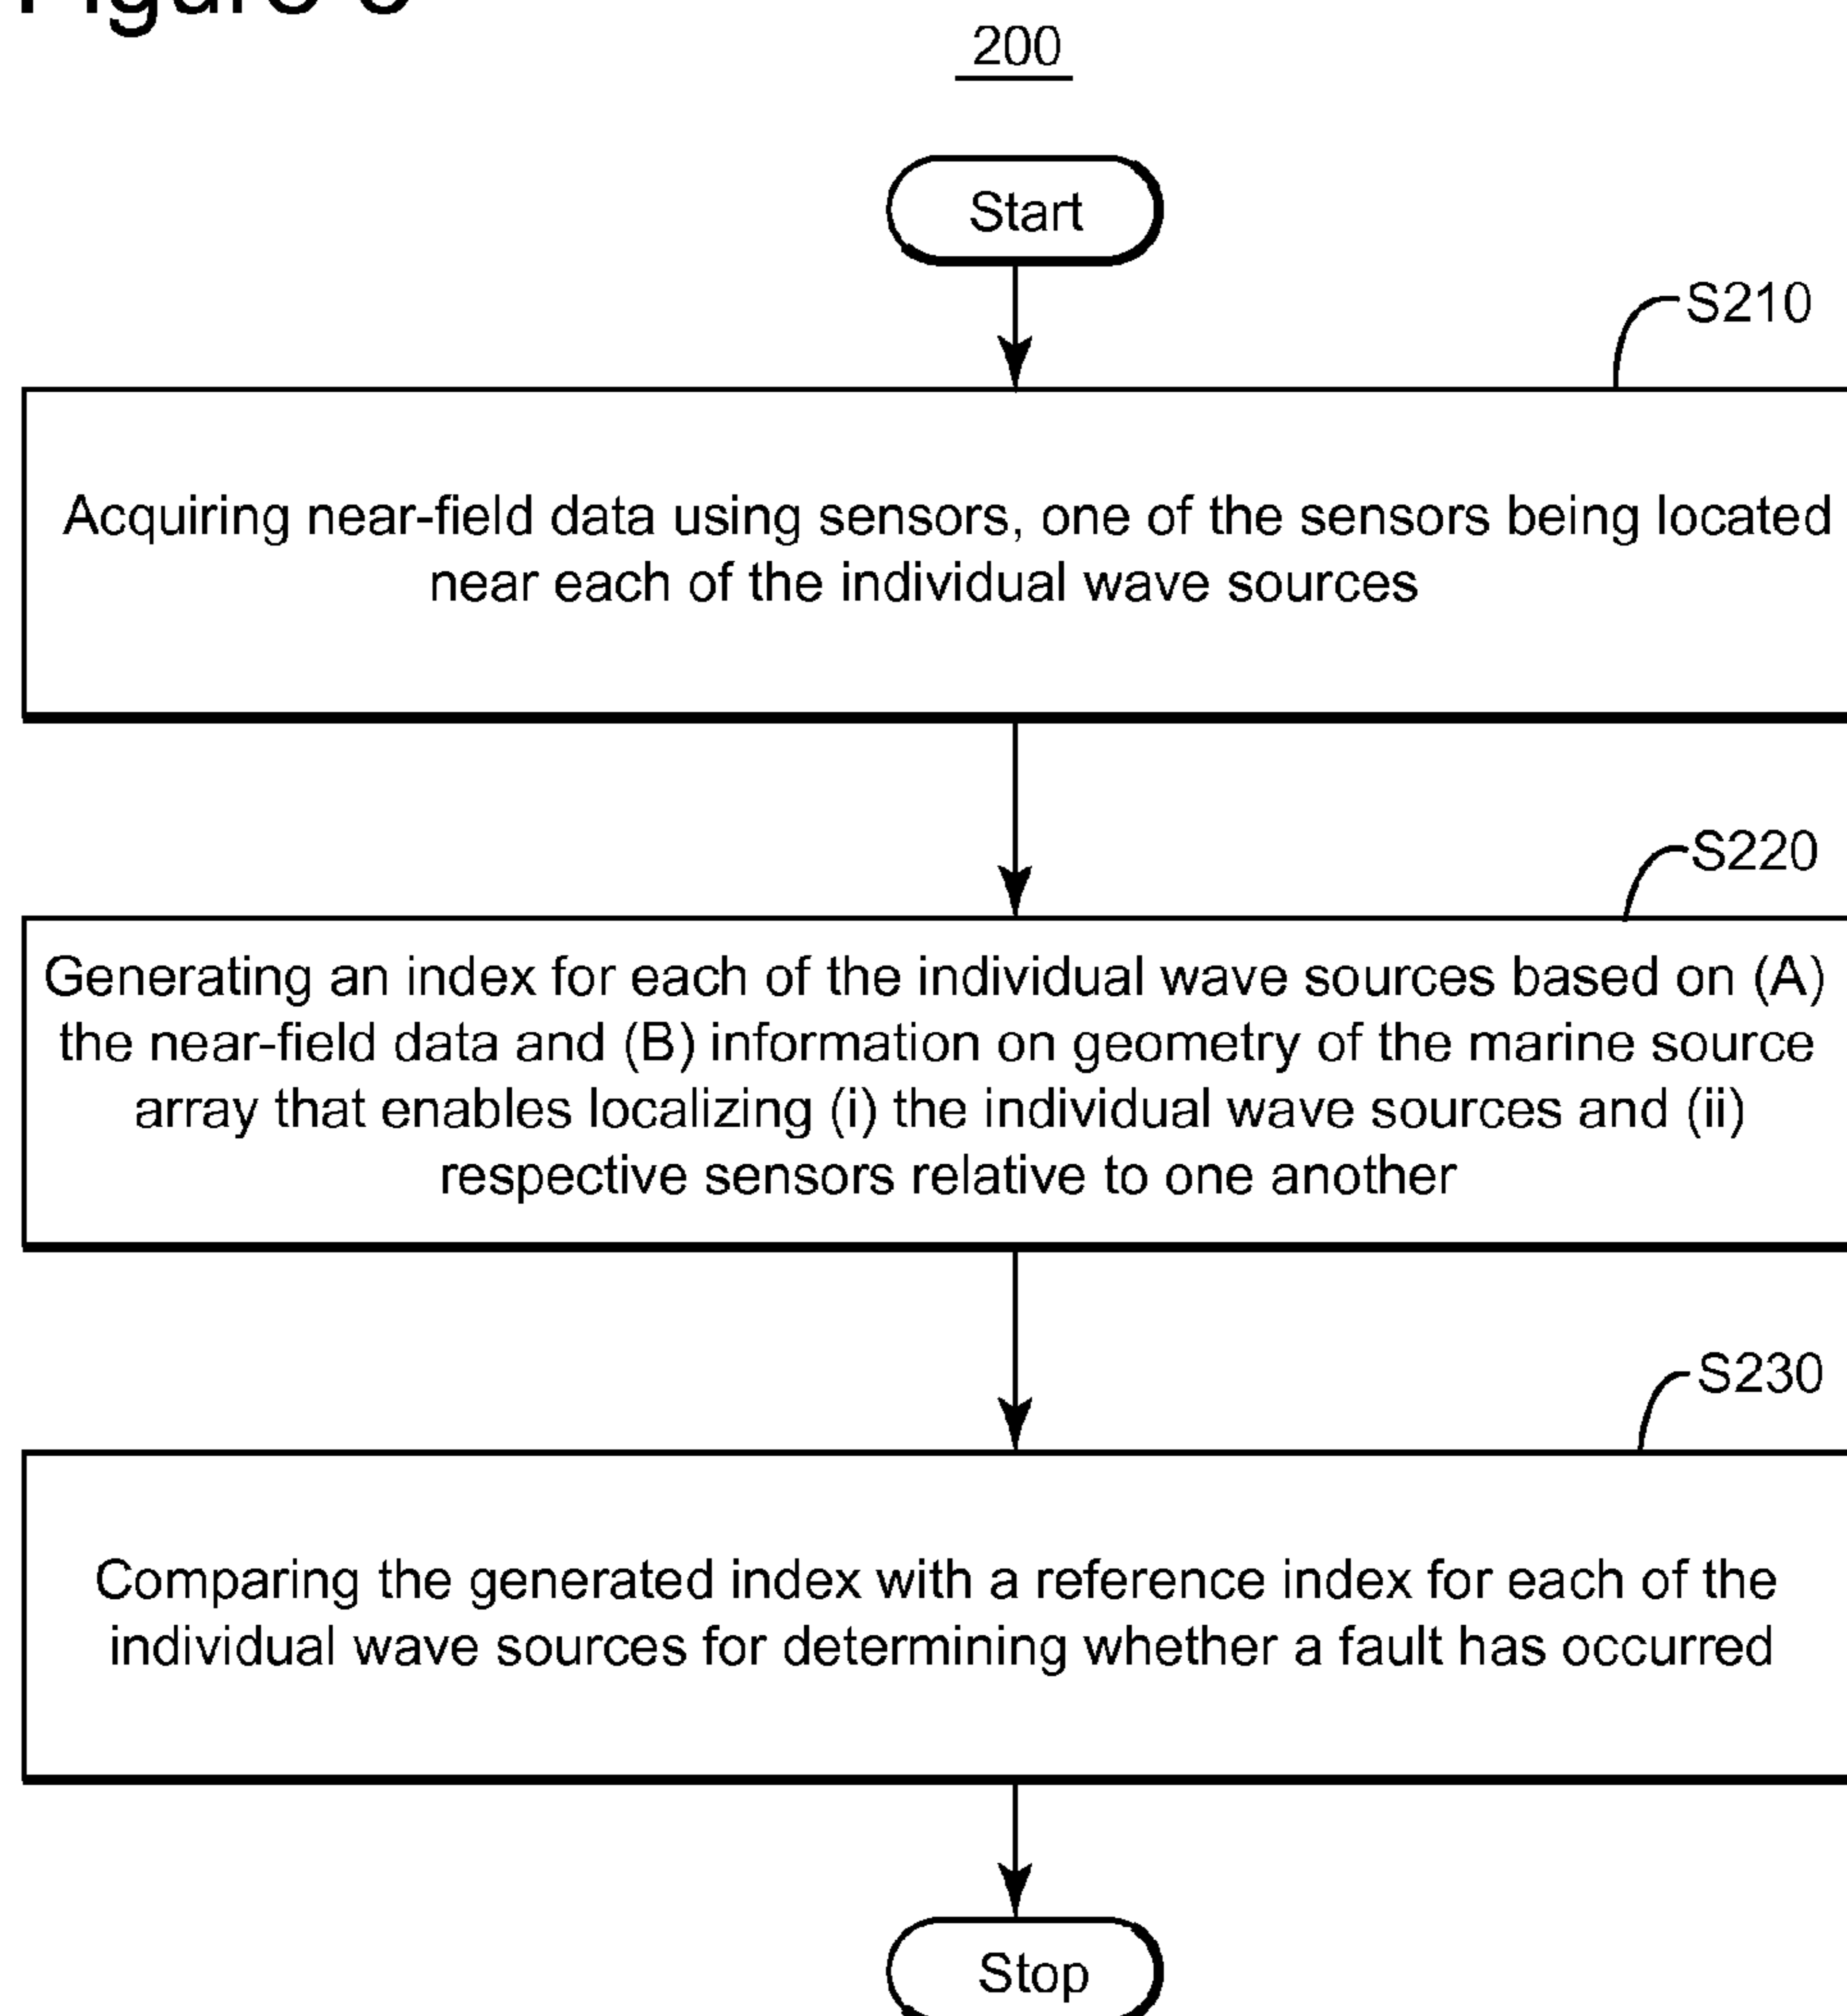 200
Start
S210
Acquiring near-field data using sensors, one of the sensors being located
near each of the individual wave sources
S220
Generating an index for each of the individual wave sources based on (A)
the near-field data and (B) information on geometry of the marine source
array that enables localizing (i) the individual wave sources and (ii)
respective sensors relative to one another
S230
Comparing the generated index with a reference index for each of the
individual wave sources for determining whether a fault has occurred
Stop